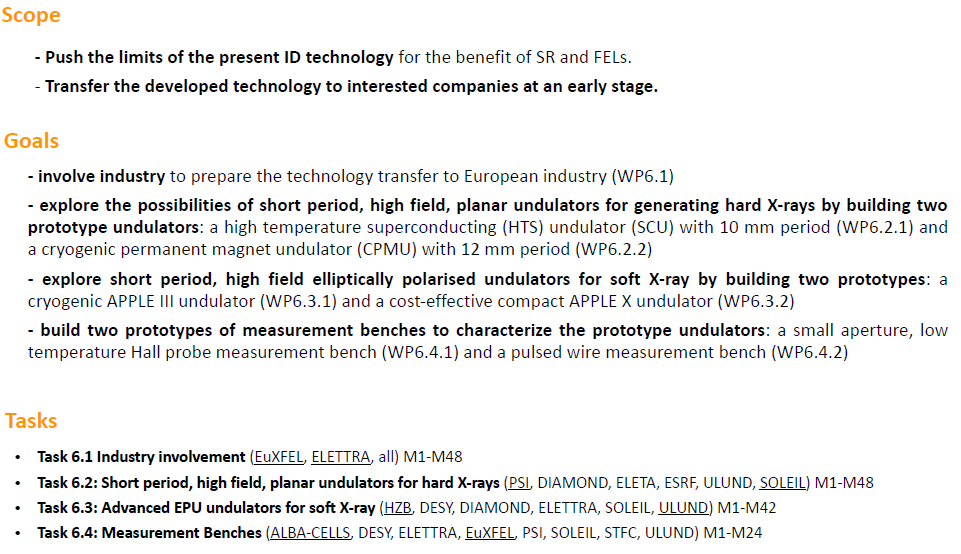 Scope
- Push the limits of the present ID technology for the benefit of SR and FELs.
- Transfer the developed technology to interested companies at an early stage.
Goals
- involve industry to prepare the technology transfer to European industry (WP6.1)
- explore the possibilities of short period, high field, planar undulators for generating hard X-rays by building two
prototype undulators: a high temperature superconducting (HTS) undulator (SCU) with 10 mm period (WP6.2.1) and
a cryogenic permanent magnet undulator (CPMU) with 12 mm period (WP6.2.2)
- explore short period, high field elliptically polarised undulators for soft X-ray by building two prototypes: a
cryogenic APPLE III undulator (WP6.3.1) and a cost-effective compact APPLE X undulator (WP6.3.2)
- build two prototypes of measurement benches to characterize the prototype undulators: a small aperture, low
temperature Hall probe measurement bench (WP6.4.1) and a pulsed wire measurement bench (WP6.4.2)
Tasks
• Task 6.1 Industry involvement (EuXFEL, ELETTRA, all) M1-M48
• Task 6.2: Short period, high field, planar undulators for hard X-rays (PSI, DIAMOND, ELETA, ESRF, ULUND, SOLEIL) M1-M48
• Task 6.3: Advanced EPU undulators for soft X-ray (HZB, DESY, DIAMOND, ELETTRA, SOLEIL, ULUND) M1-M42
• Task 6.4: Measurement Benches (ALBA-CELLS, DESY, ELETTRA, EuXFEL, PSI, SOLEIL, STFC, ULUND) M1-M24